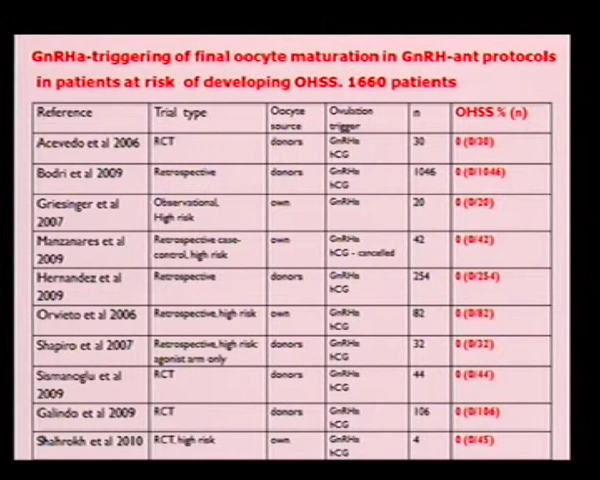 GnRHa-triggering of final oocyte maturation in GnRH-ant protocols
in patients at risk of developing OHSS. 1660 patients
Reference Trial type Oocyte source Ovulation trigger n OHSS % (n)
Acevedo et al 2006 RCT donors GnRHa hCG 30 0 (0/30)
Bodri et al 2009 Retrospective donors GnRHa hCG 1046 0 (0/1046)
Griesinger et al 2007 Observational, High risk own GnRHa 20 0 (0/20)
Manzanares et al 2009 Retrospective case-control, high risk own GnRHa hCG - cancelled 42 0 (0/42)
Hernandez et al 2009 Retrospective donors GnRHa hCG 254 0 (0/254)
Orvieto et al 2006 Retrospective, high risk own GnRHa hCG 82 0 (0/82)
Shapiro et al 2007 Retrospective, high risk agonist arm only donors GnRHa hCG 32 0 (0/32)
Sismanoglu et al 2009 RCT donors GnRHa hCG 44 0 (0/44)
Galindo et al 2009 RCT donors GnRHa hCG 106 0 (0/106)
Shahrokh et al 2010 RCT, high risk own GnRHa hCG 4 0 (0/45)